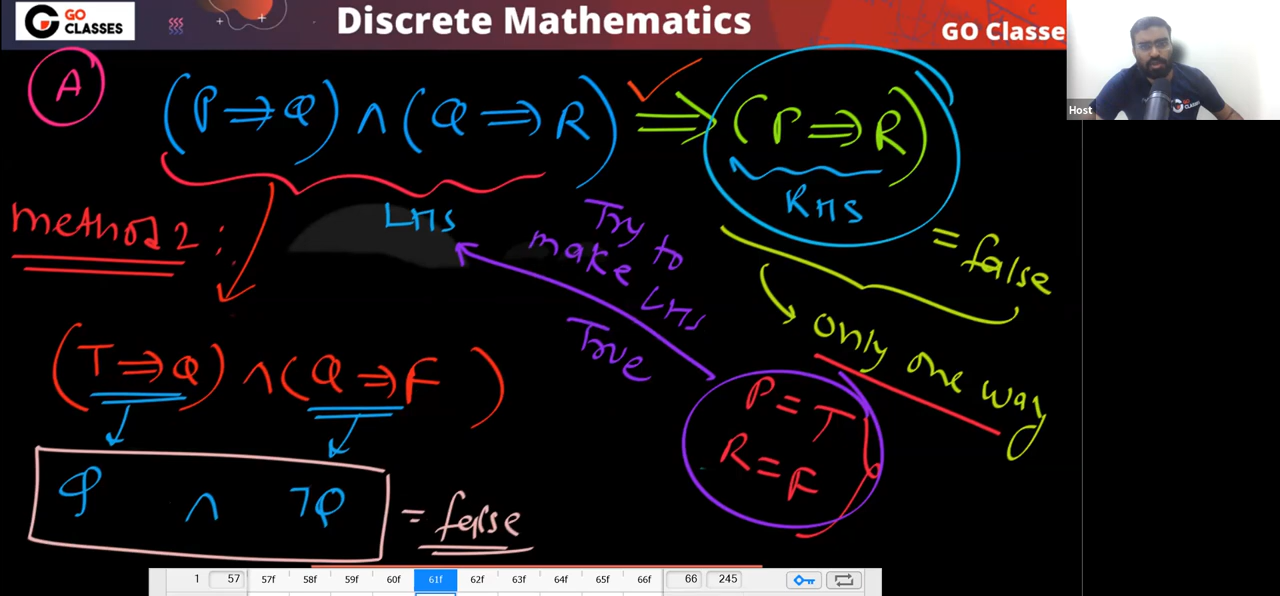 GO
CLASSES
Discrete Mathematics
GO Classe
Host
A
(P ⇒ Q) ∧ (Q ⇒ R) ⇒ (P ⇒ R)
LHS
RHS
= false
method 2 :
Try to
make LHS
True
only one way
P = T
R = F
(T ⇒ Q) ∧ (Q ⇒ F)
Q ∧ ¬Q = false
1 57 57f 58f 59f 60f 61f 62f 63f 64f 65f 66f 66 245